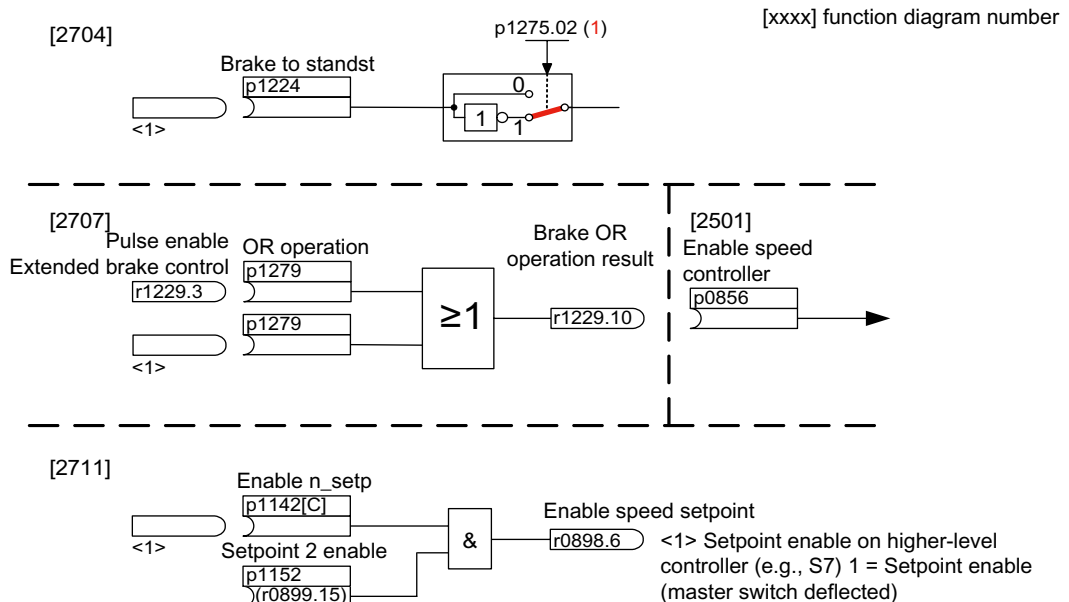 [xxxx] function diagram number
[2704]
p1275.02 (1)
Brake to standst
p1224
<1>
0
1
1
[2707]
Pulse enable
Extended brake control
r1229.3
OR operation
p1279
p1279
<1>
≥1
Brake OR
operation result
r1229.10
[2501]
Enable speed
controller
p0856
[2711]
Enable n_setp
p1142[C]
<1>
Setpoint 2 enable
p1152
(r0899.15)
&
Enable speed setpoint
r0898.6
<1> Setpoint enable on higher-level
controller (e.g., S7) 1 = Setpoint enable
(master switch deflected)